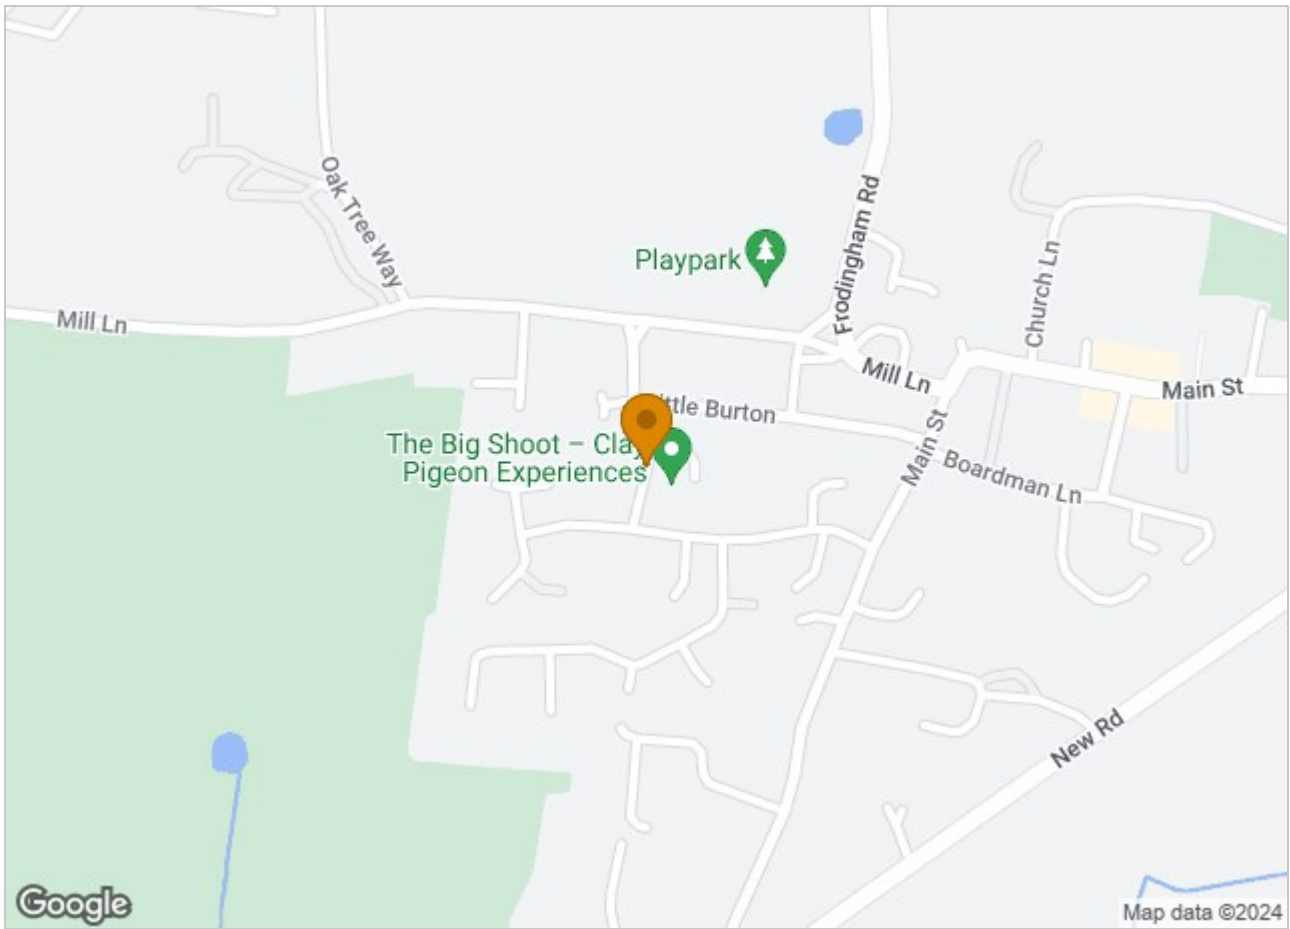 Oak Tree Way
Frodingham Rd
Playpark
Church Ln
Mill Ln
Mill Ln
Main St
ittle Burton
The Big Shoot – Clay
Pigeon Experiences
Main St
Boardman Ln
New Rd
Google
Map data ©2024